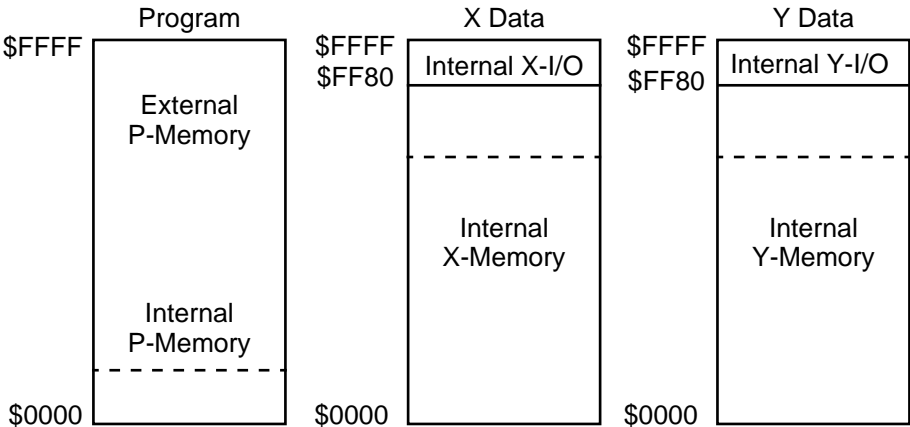 Program
$FFFF
External
P-Memory
Internal
P-Memory
$0000
X Data
$FFFF
Internal X-I/O
$FF80
Internal
X-Memory
$0000
Y Data
$FFFF
Internal Y-I/O
$FF80
Internal
Y-Memory
$0000